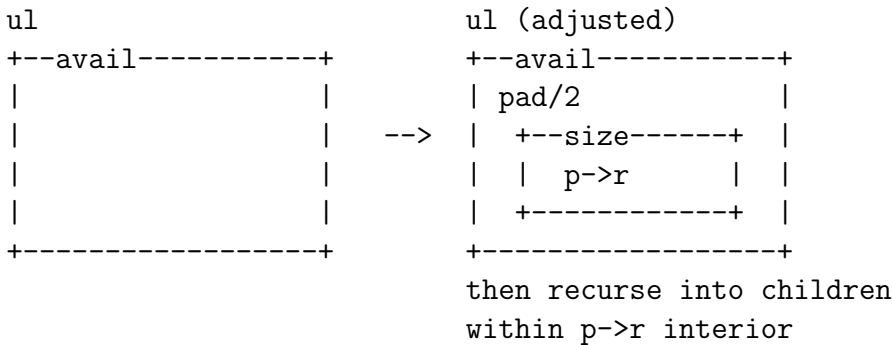 ul                         ul (adjusted)
+--avail-----------+       +--avail-----------+
|                  |       | pad/2            |
|                  |  -->  |  +--size------+  |
|                  |       |  |  p->r      |  |
|                  |       |  +------------+  |
+------------------+       +------------------+
                           then recurse into children
                           within p->r interior